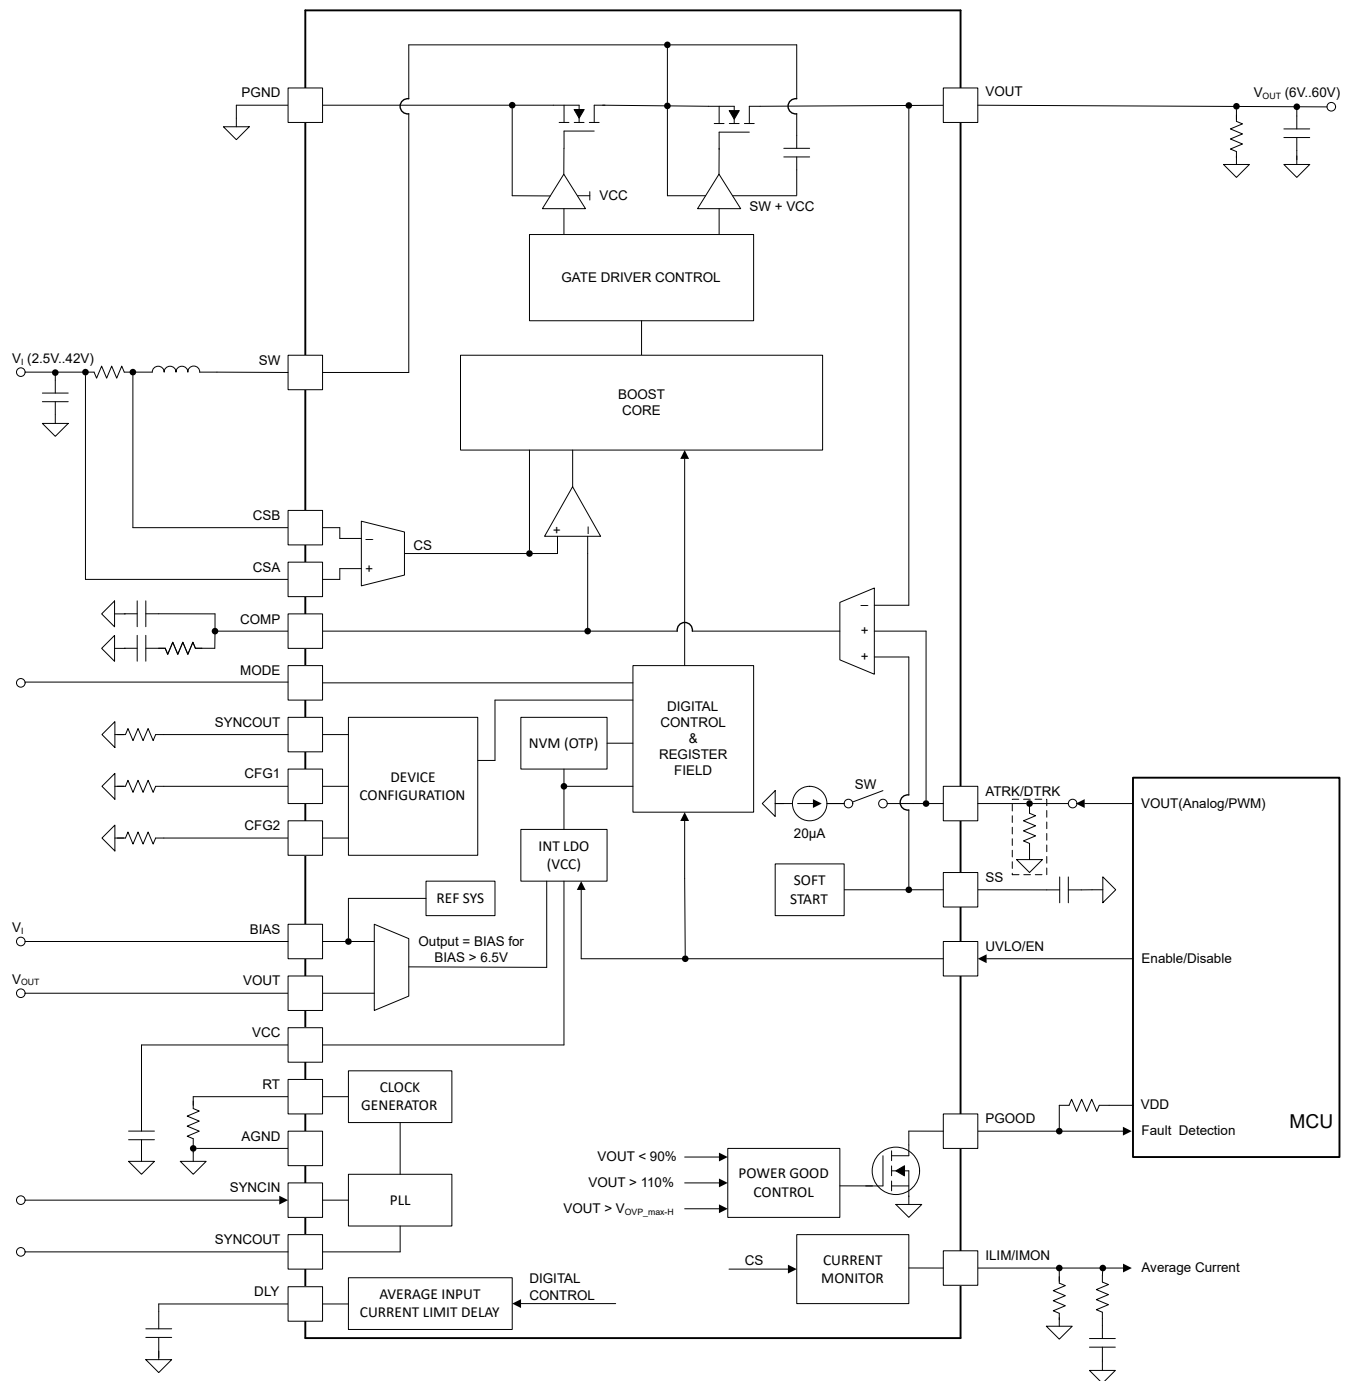 PGND
VOUT
V_OUT (6V..60V)
VCC
SW + VCC
GATE DRIVER CONTROL
V_I (2.5V..42V)
SW
BOOST
CORE
CSB
CS
CSA
+
−
−
+
COMP
−
+
+
MODE
SYNCOUT
CFG1
CFG2
DEVICE
CONFIGURATION
NVM (OTP)
DIGITAL
CONTROL
&
REGISTER
FIELD
INT LDO
(VCC)
SW
20µA
ATRK/DTRK
VOUT(Analog/PWM)
SOFT
START
SS
REF SYS
V_I
BIAS
Output = BIAS for
BIAS > 6.5V
UVLO/EN
Enable/Disable
V_OUT
VOUT
VCC
RT
CLOCK
GENERATOR
AGND
SYNCIN
PLL
SYNCOUT
PGOOD
VDD
Fault Detection
MCU
VOUT < 90%
VOUT > 110%
VOUT > V_OVP_max-H
POWER GOOD
CONTROL
CS
CURRENT
MONITOR
ILIM/IMON
Average Current
DLY
AVERAGE INPUT
CURRENT LIMIT DELAY
DIGITAL
CONTROL